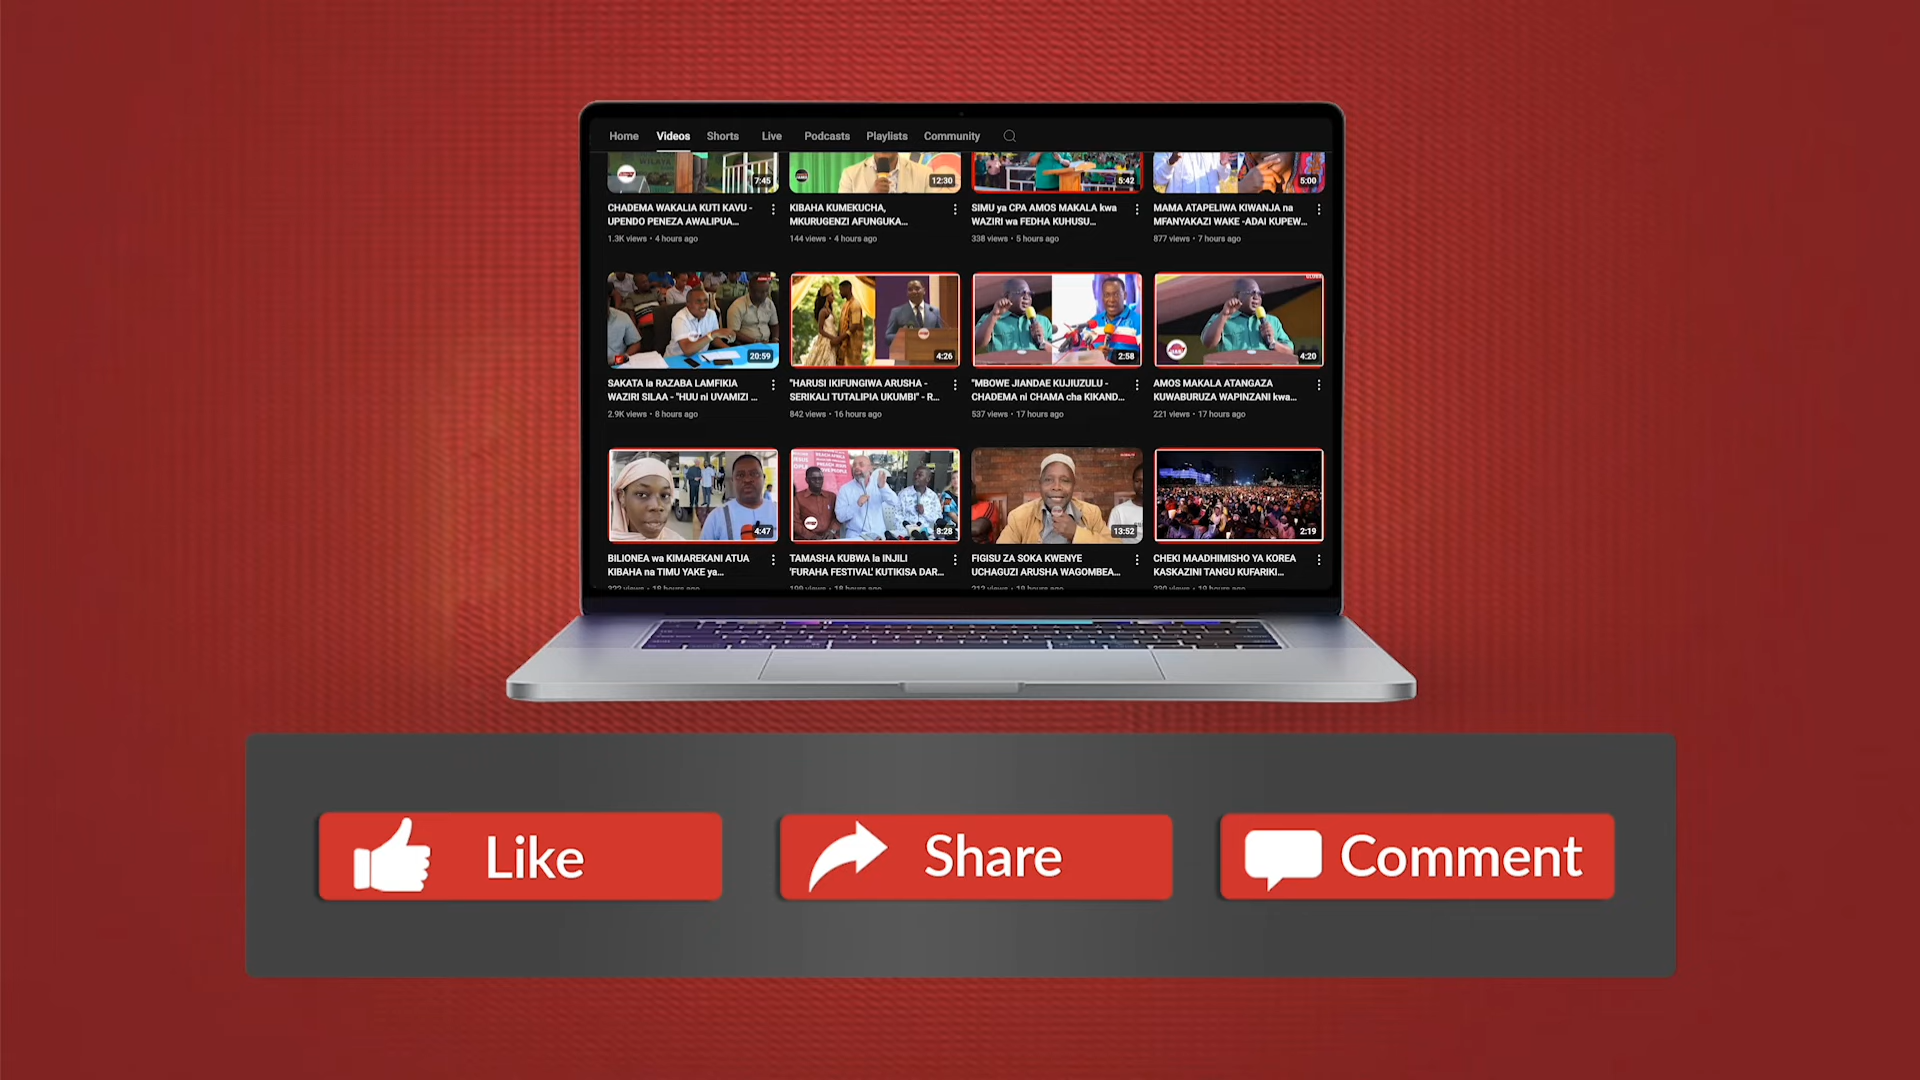 Home Videos Shorts Live Podcasts Playlists Community
WILAYA
7:45
12:30
5:42
5:00
CHADEMA WAKALIA KUTI KAVU -
UPENDO PENEZA AWALIPUA...
1.3K views • 4 hours ago
KIBAHA KUMEKUCHA,
MKURUGENZI AFUNGUKA...
144 views • 4 hours ago
SIMU ya CPA AMOS MAKALA kwa
WAZIRI wa FEDHA KUHUSU...
338 views • 5 hours ago
MAMA ATAPELIWA KIWANJA na
MFANYAKAZI WAKE -ADAI KUPEW...
877 views • 7 hours ago
20:59
4:26
2:58
4:20
SAKATA la RAZABA LAMFIKIA
WAZIRI SILAA - "HUU ni UVAMIZI ...
2.9K views • 8 hours ago
"HARUSI IKIFUNGIWA ARUSHA -
SERIKALI TUTALIPIA UKUMBI" - R...
842 views • 16 hours ago
"MBOWE JIANDAE KUJIUZULU -
CHADEMA ni CHAMA cha KIKAND...
537 views • 17 hours ago
AMOS MAKALA ATANGAZA
KUWABURUZA WAPINZANI kwa...
221 views • 17 hours ago
4:47
8:28
13:52
2:19
BILIONEA wa KIMAREKANI ATUA
KIBAHA na TIMU YAKE ya...
TAMASHA KUBWA la INJILI
'FURAHA FESTIVAL' KUTIKISA DAR...
FIGISU ZA SOKA KWENYE
UCHAGUZI ARUSHA WAGOMBEA...
CHEKI MAADHIMISHO YA KOREA
KASKAZINI TANGU KUFARIKI...
Like
Share
Comment